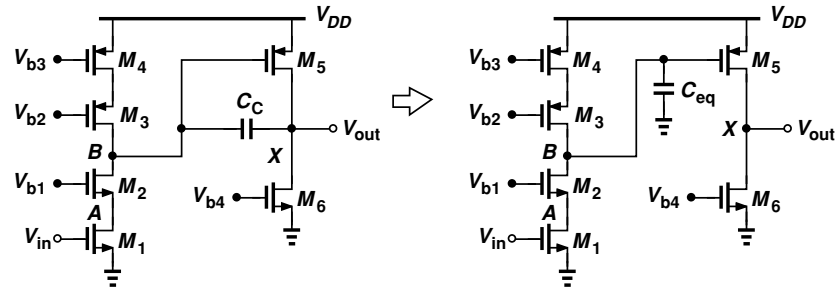 V_DD
V_b3
M_4
M_5
C_C
V_b2
M_3
B
X
V_out
V_b1
M_2
A
V_b4
M_6
V_in
M_1
V_DD
V_b3
M_4
M_5
C_eq
V_b2
M_3
B
X
V_out
V_b1
M_2
A
V_b4
M_6
V_in
M_1